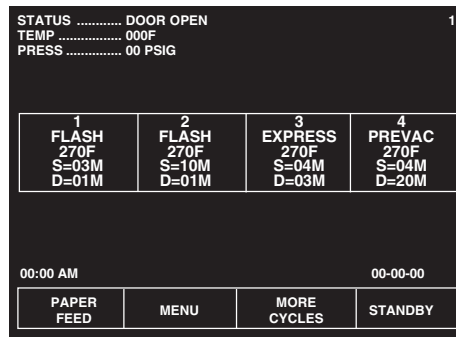 STATUS ............ DOOR OPEN 1
TEMP ................. 000F
PRESS ............... 00 PSIG
1 2 3 4
FLASH FLASH EXPRESS PREVAC
270F 270F 270F 270F
S=03M S=10M S=04M S=04M
D=01M D=01M D=03M D=20M
00:00 AM 00-00-00
PAPER FEED MENU MORE CYCLES STANDBY